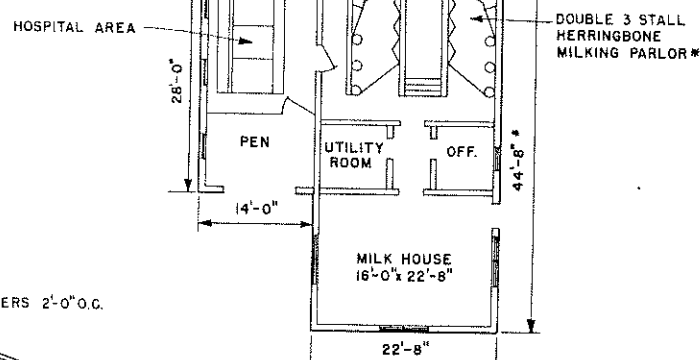 HOSPITAL AREA
DOUBLE 3 STALL
HERRINGBONE
MILKING PARLOR*
28'-0"
PEN
UTILITY
ROOM
OFF.
44'-8" *
14'-0"
MILK HOUSE
16'-0" x 22'-8"
ERS 2'-0" O.C.
22'-8"